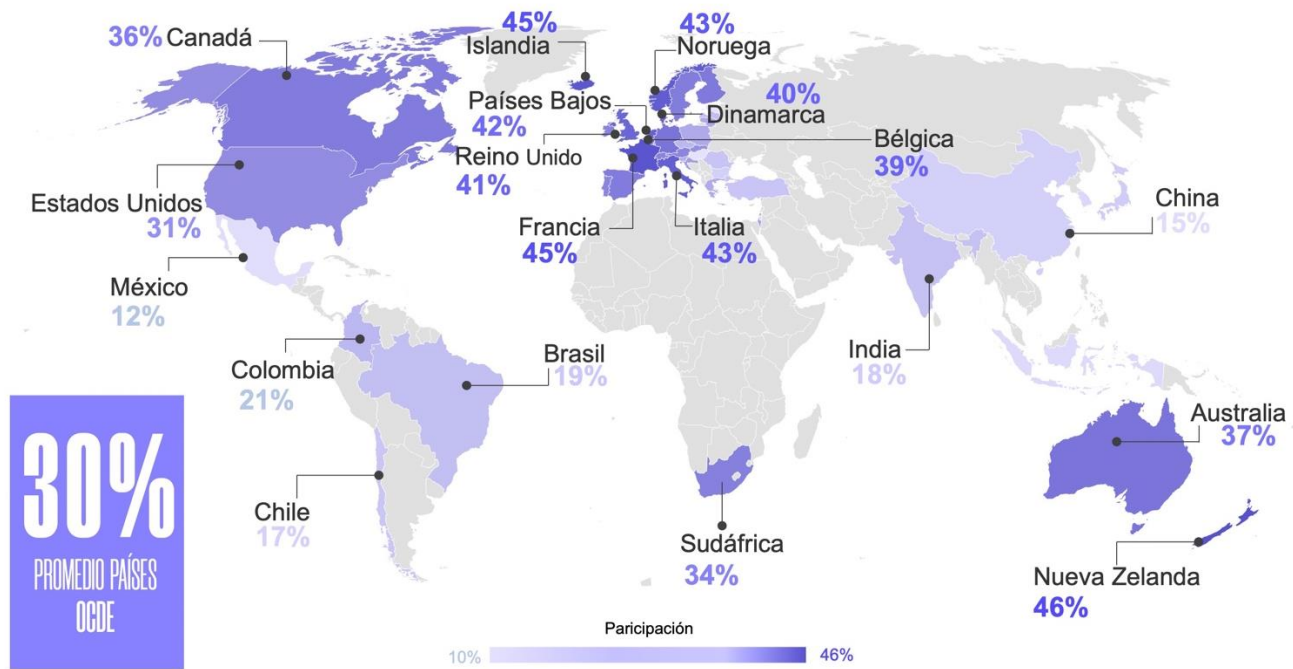 45%
Islandia
43%
Noruega
36% Canadá
Países Bajos
42%
40%
Dinamarca
Reino Unido
41%
Bélgica
39%
Estados Unidos
31%
Francia
45%
Italia
43%
China
15%
México
12%
Colombia
21%
Brasil
19%
India
18%
Australia
37%
Chile
17%
Sudáfrica
34%
Nueva Zelanda
46%
30%
PROMEDIO PAÍSES
OCDE
Paricipación
10%
46%